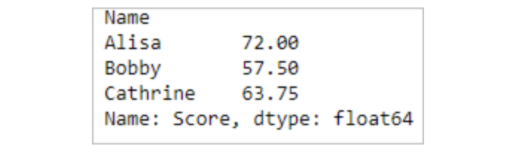 Name
Alisa 72.00
Bobby 57.50
Cathrine 63.75
Name: Score, dtype: float64